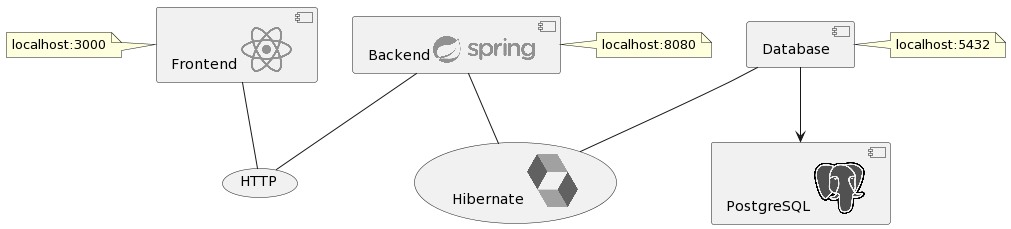 localhost:3000
Frontend
Backend
spring
localhost:8080
Database
localhost:5432
HTTP
Hibernate
PostgreSQL